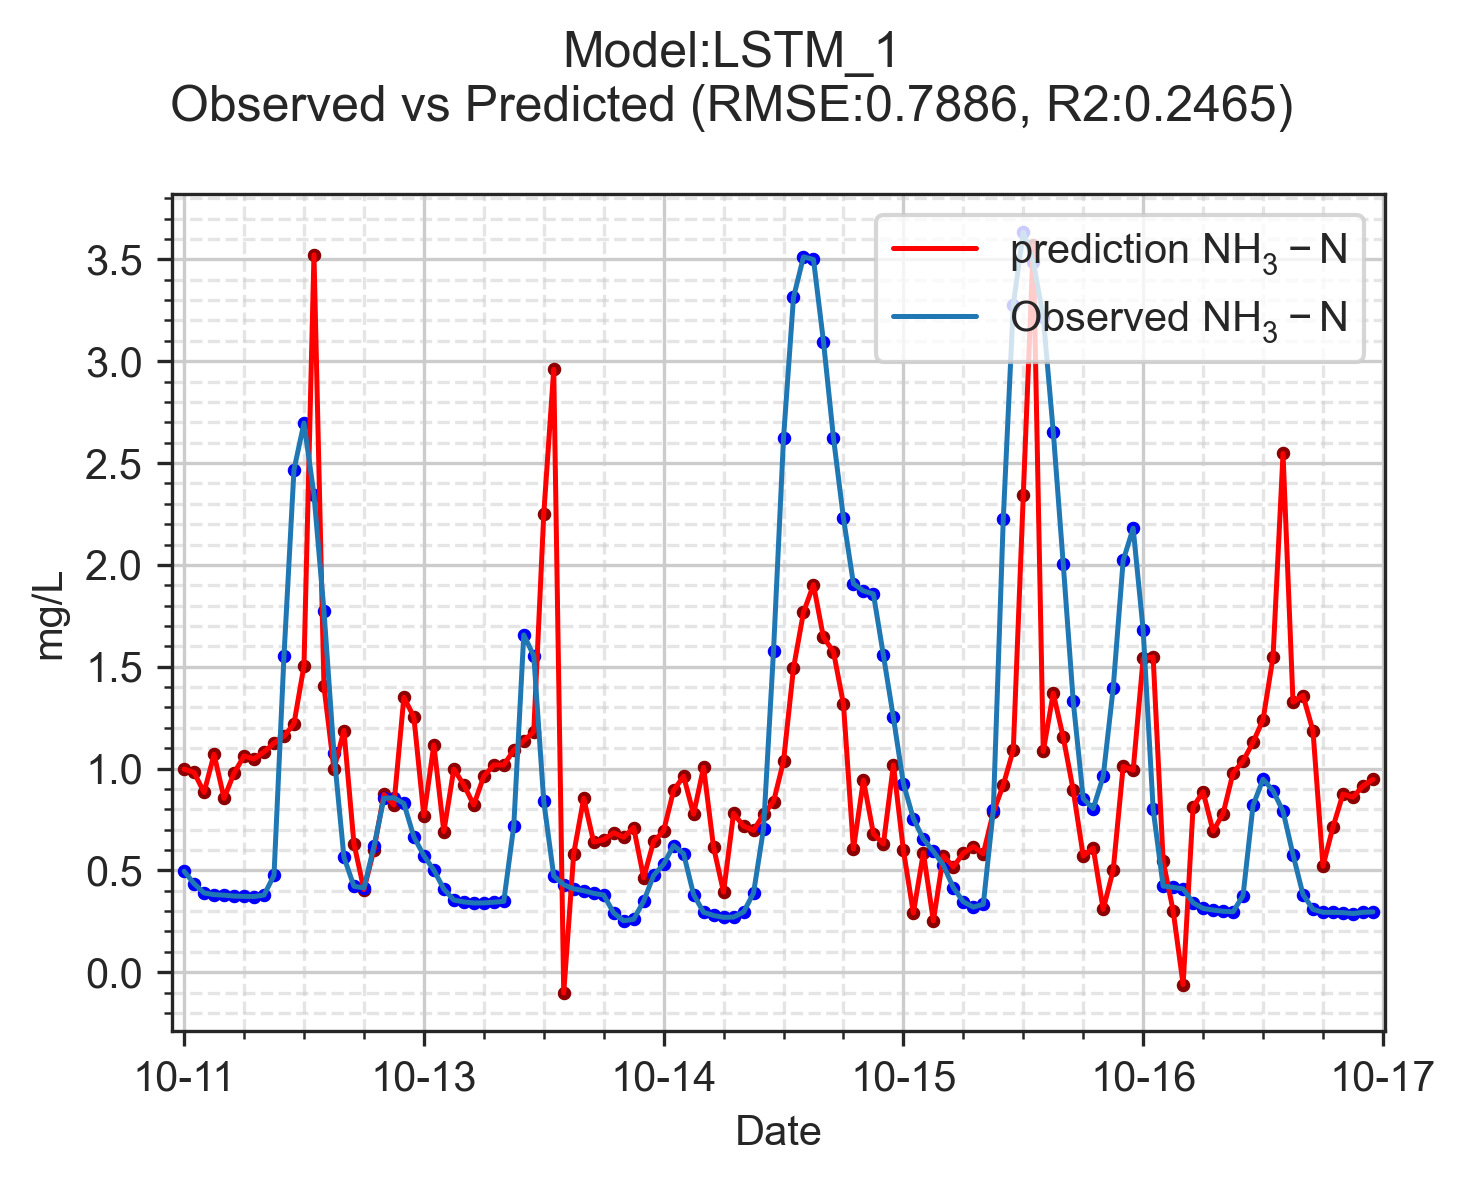 Model:LSTM_1
Observed vs Predicted (RMSE:0.7886, R2:0.2465)
prediction NH₃ − N
Observed NH₃ − N
mg/L
3.5
3.0
2.5
2.0
1.5
1.0
0.5
0.0
10-11 10-13 10-14 10-15 10-16 10-17
Date